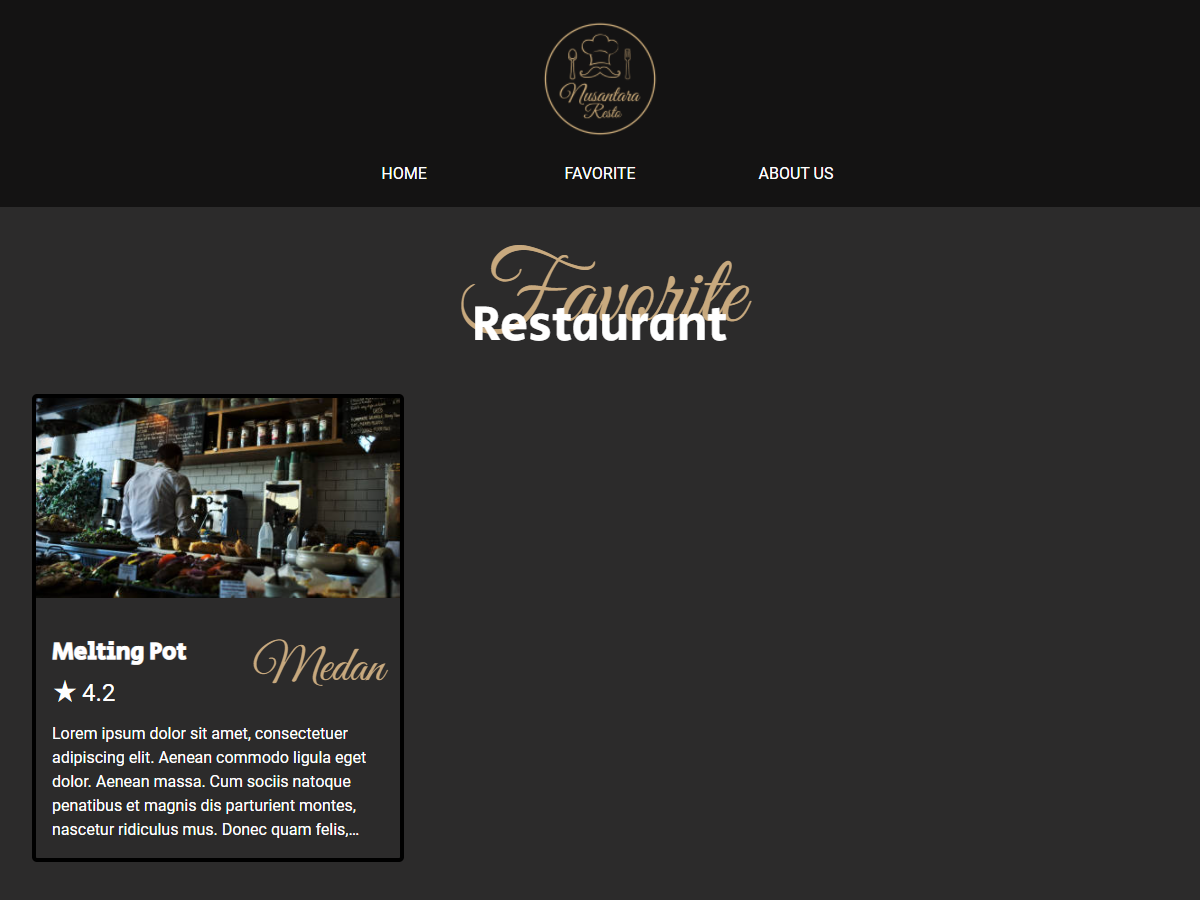 Nusantara
Resto
HOME FAVORITE ABOUT US
Favorite
Restaurant
Melting Pot
Medan
★ 4.2
Lorem ipsum dolor sit amet, consectetuer
adipiscing elit. Aenean commodo ligula eget
dolor. Aenean massa. Cum sociis natoque
penatibus et magnis dis parturient montes,
nascetur ridiculus mus. Donec quam felis,...